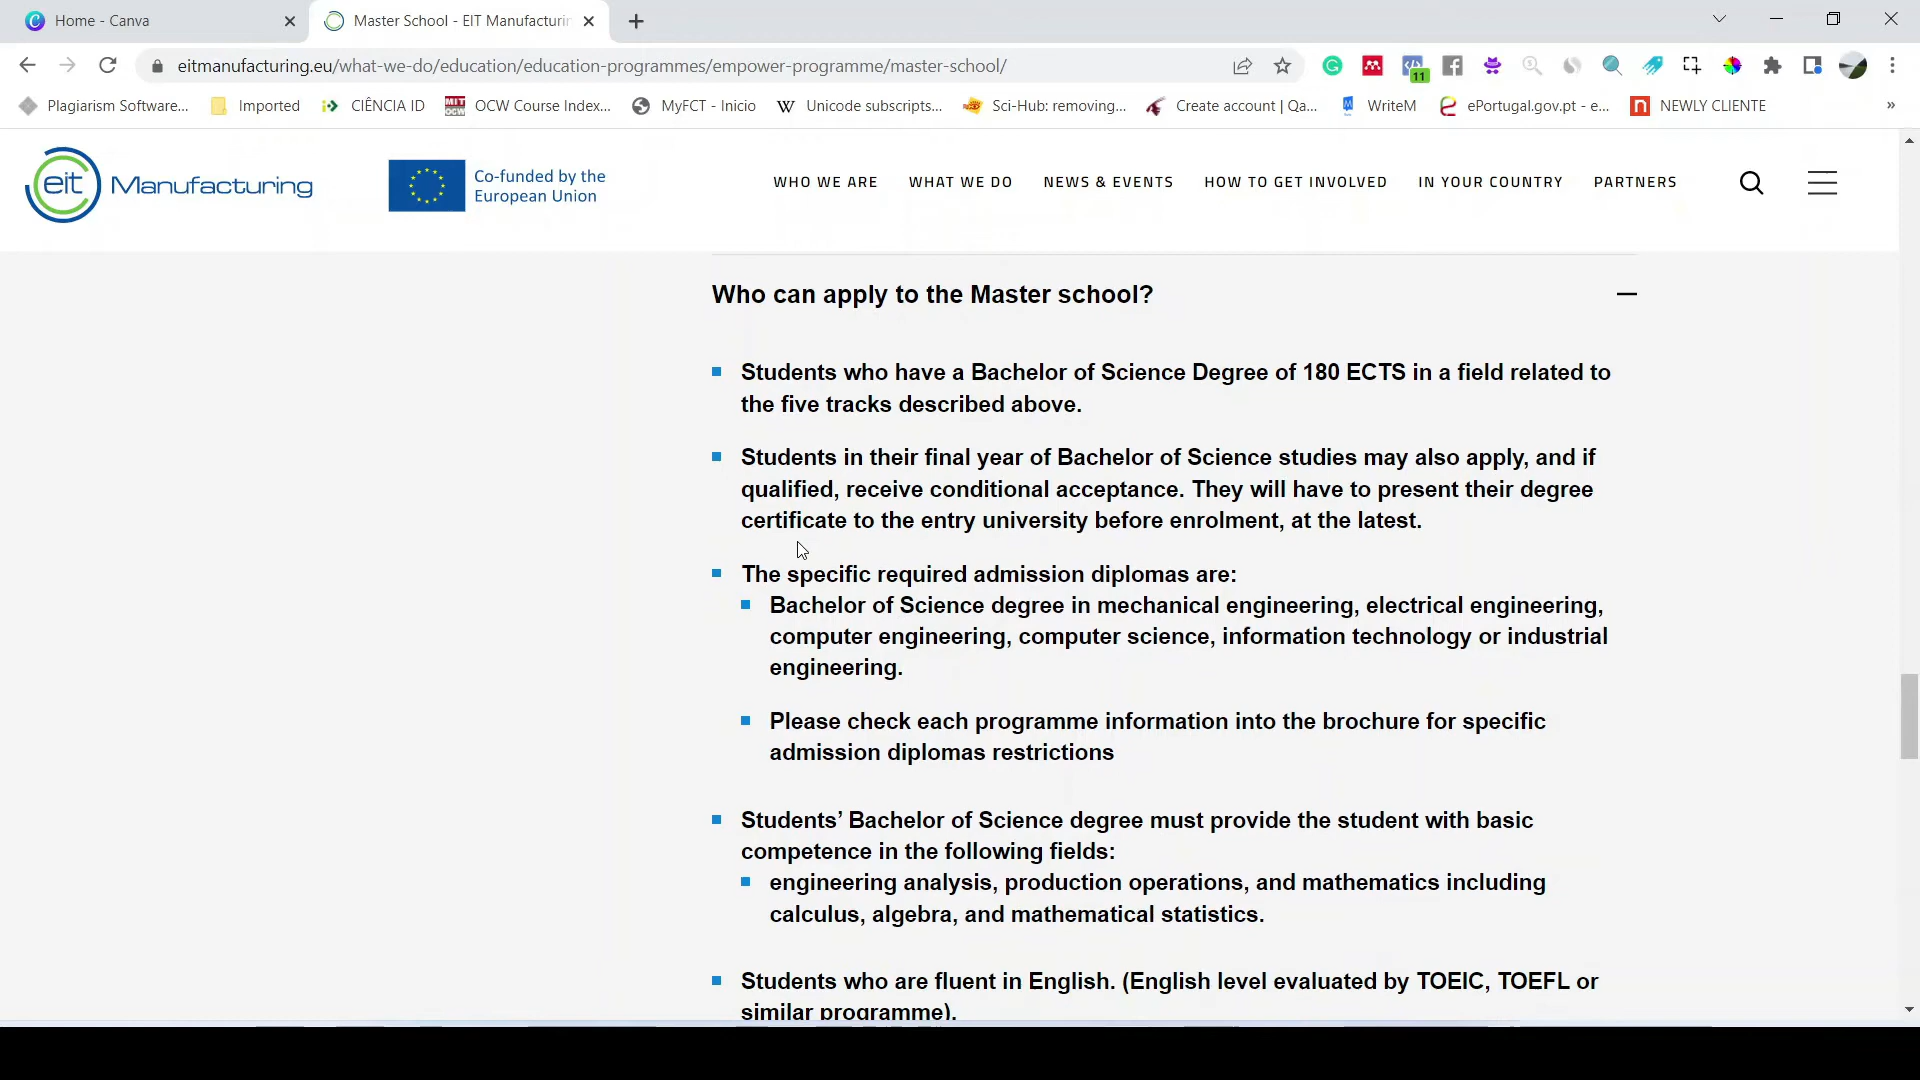 Home - Canva
Master School - EIT Manufacturin
eitmanufacturing.eu/what-we-do/education/education-programmes/empower-programme/master-school/
11
Plagiarism Software...
Imported
CIÊNCIA ID
MIT
OCW
OCW Course Index...
MyFCT - Inicio
W
Unicode subscripts...
Sci-Hub: removing...
Create account | Qa...
WriteM
ePortugal.gov.pt - e...
n
NEWLY CLIENTE
»
eit Manufacturing
Co-funded by the
European Union
WHO WE ARE
WHAT WE DO
NEWS & EVENTS
HOW TO GET INVOLVED
IN YOUR COUNTRY
PARTNERS
Who can apply to the Master school?
Students who have a Bachelor of Science Degree of 180 ECTS in a field related to
the five tracks described above.
Students in their final year of Bachelor of Science studies may also apply, and if
qualified, receive conditional acceptance. They will have to present their degree
certificate to the entry university before enrolment, at the latest.
The specific required admission diplomas are:
Bachelor of Science degree in mechanical engineering, electrical engineering,
computer engineering, computer science, information technology or industrial
engineering.
Please check each programme information into the brochure for specific
admission diplomas restrictions
Students’ Bachelor of Science degree must provide the student with basic
competence in the following fields:
engineering analysis, production operations, and mathematics including
calculus, algebra, and mathematical statistics.
Students who are fluent in English. (English level evaluated by TOEIC, TOEFL or
similar programme).